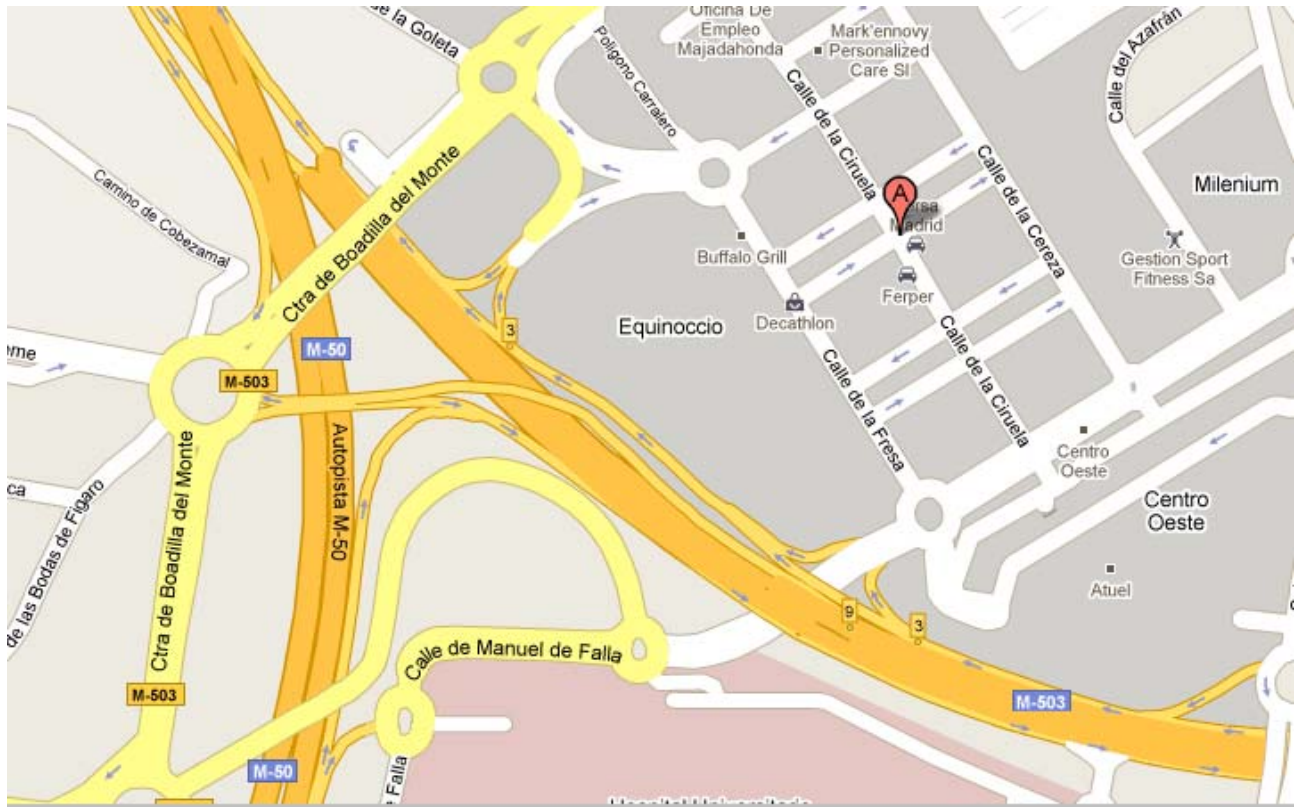 de la Goleta
Oficina De
Empleo
Majadahonda
Mark'ennovy
Personalized
Care Sl
Poligono Carralero
Calle del Azafrán
Calle de la Ciruela
Calle de la Cereza
Camino de Cobezamal
Ctra de Boadilla del Monte
A
Madrid
Milenium
Buffalo Grill
Gestion Sport
Fitness Sa
Ferper
Decathlon
Equinoccio
3
M-50
M-503
Calle de la Ciruela
Calle de la Fresa
Autopista M-50
Ctra de Boadilla del Monte
de las Bodas de Figaro
Centro
Oeste
Centro
Oeste
Atuel
9
3
Calle de Manuel de Falla
M-503
M-503
M-50
Falla